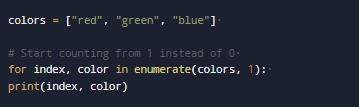 colors = ["red", "green", "blue"]
# Start counting from 1 instead of 0
for index, color in enumerate(colors, 1):
print(index, color)